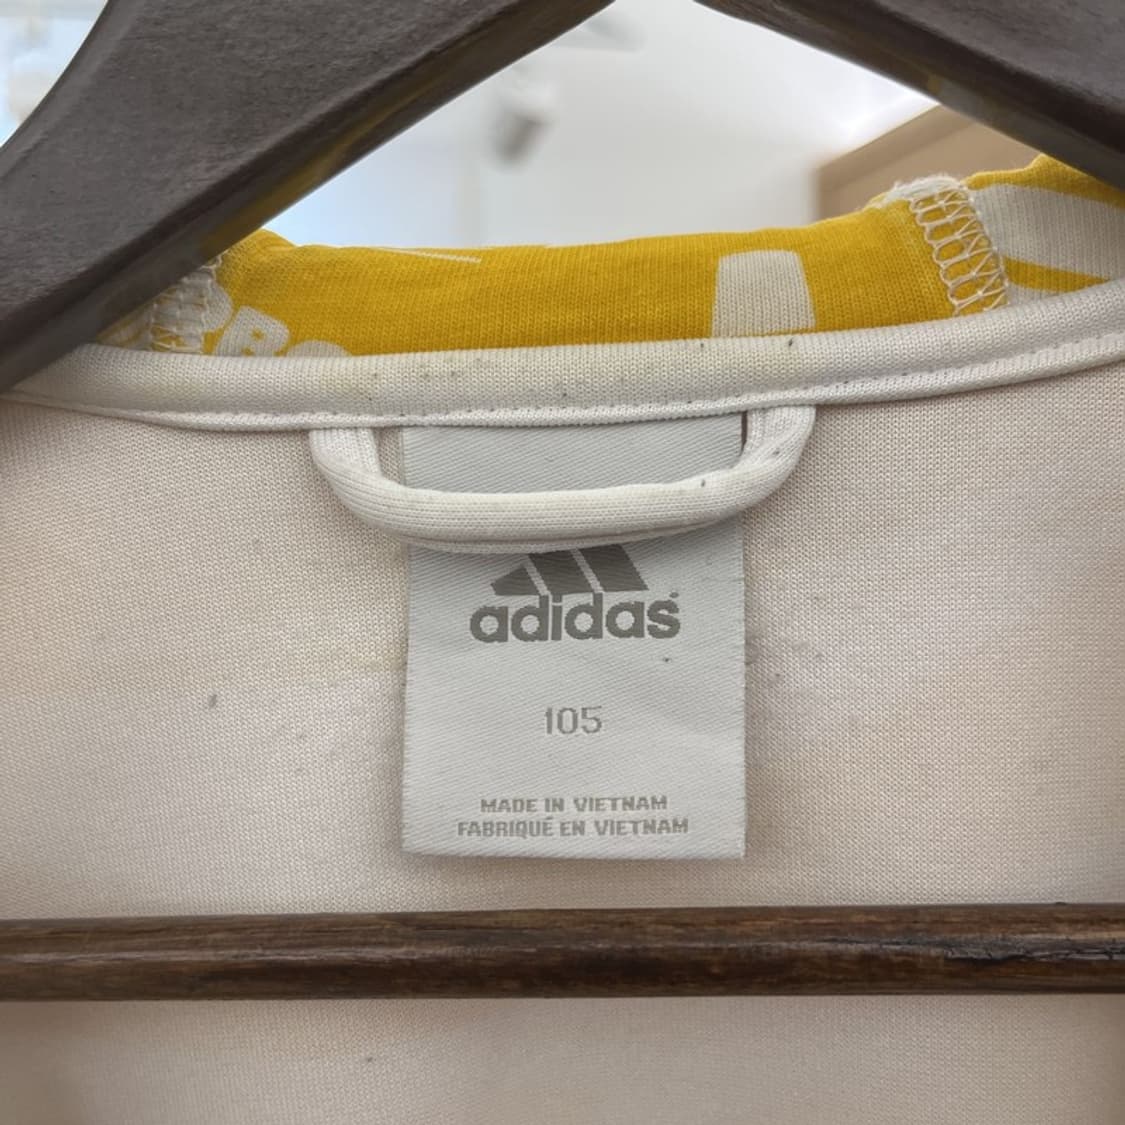 adidas
105
MADE IN VIETNAM
FABRIQUÉ EN VIETNAM